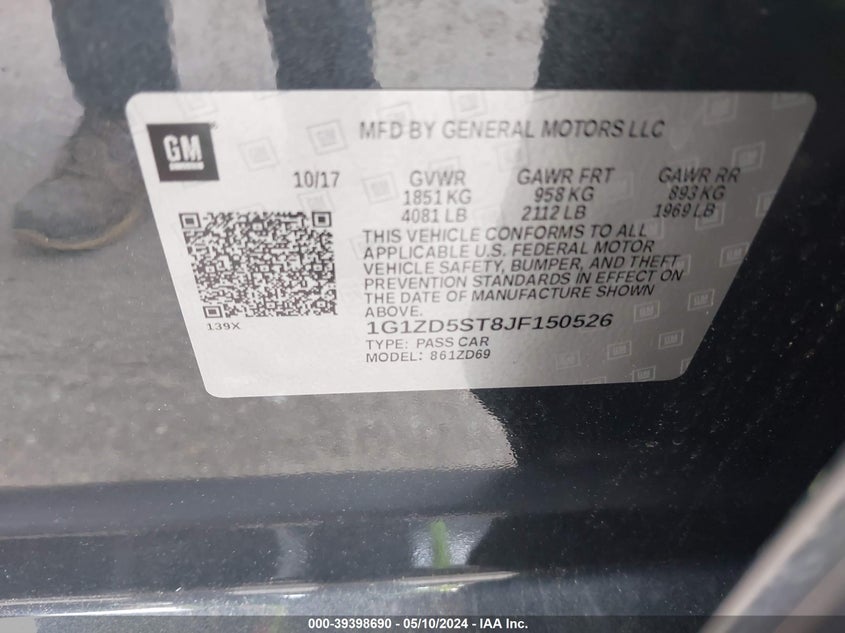 GM
MFD BY GENERAL MOTORS LLC
10/17 GVWR GAWR FRT GAWR RR
1851 KG 958 KG 893 KG
4081 LB 2112 LB 1969 LB
THIS VEHICLE CONFORMS TO ALL
APPLICABLE U.S. FEDERAL MOTOR
VEHICLE SAFETY, BUMPER, AND THEFT
PREVENTION STANDARDS IN EFFECT ON
THE DATE OF MANUFACTURE SHOWN
ABOVE.
139X
1G1ZD5ST8JF150526
TYPE: PASS CAR
MODEL: 861ZD69
000-39398690 - 05/10/2024 - IAA Inc.